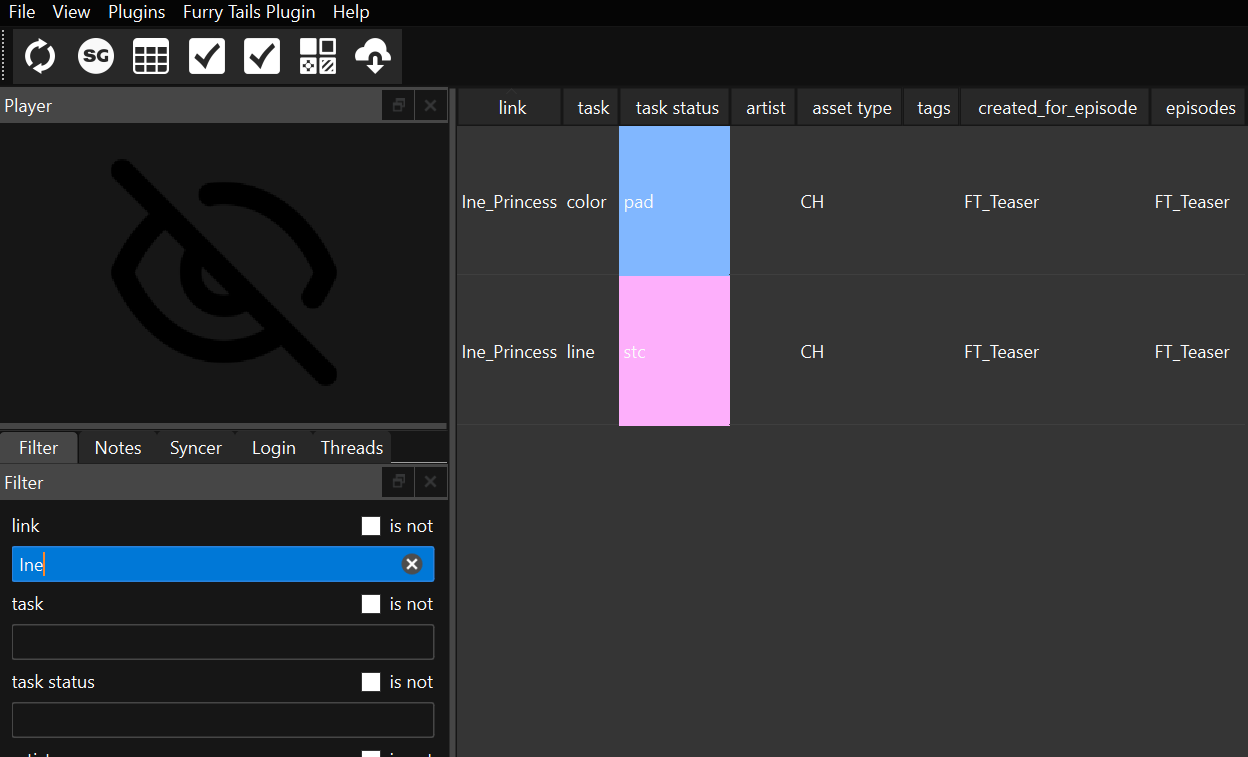 File View Plugins Furry Tails Plugin Help
SG
Player
link task task status artist asset type tags created_for_episode episodes
Ine_Princess color pad CH FT_Teaser FT_Teaser
Ine_Princess line stc CH FT_Teaser FT_Teaser
Filter Notes Syncer Login Threads
Filter
link is not
Ine
task is not
task status is not